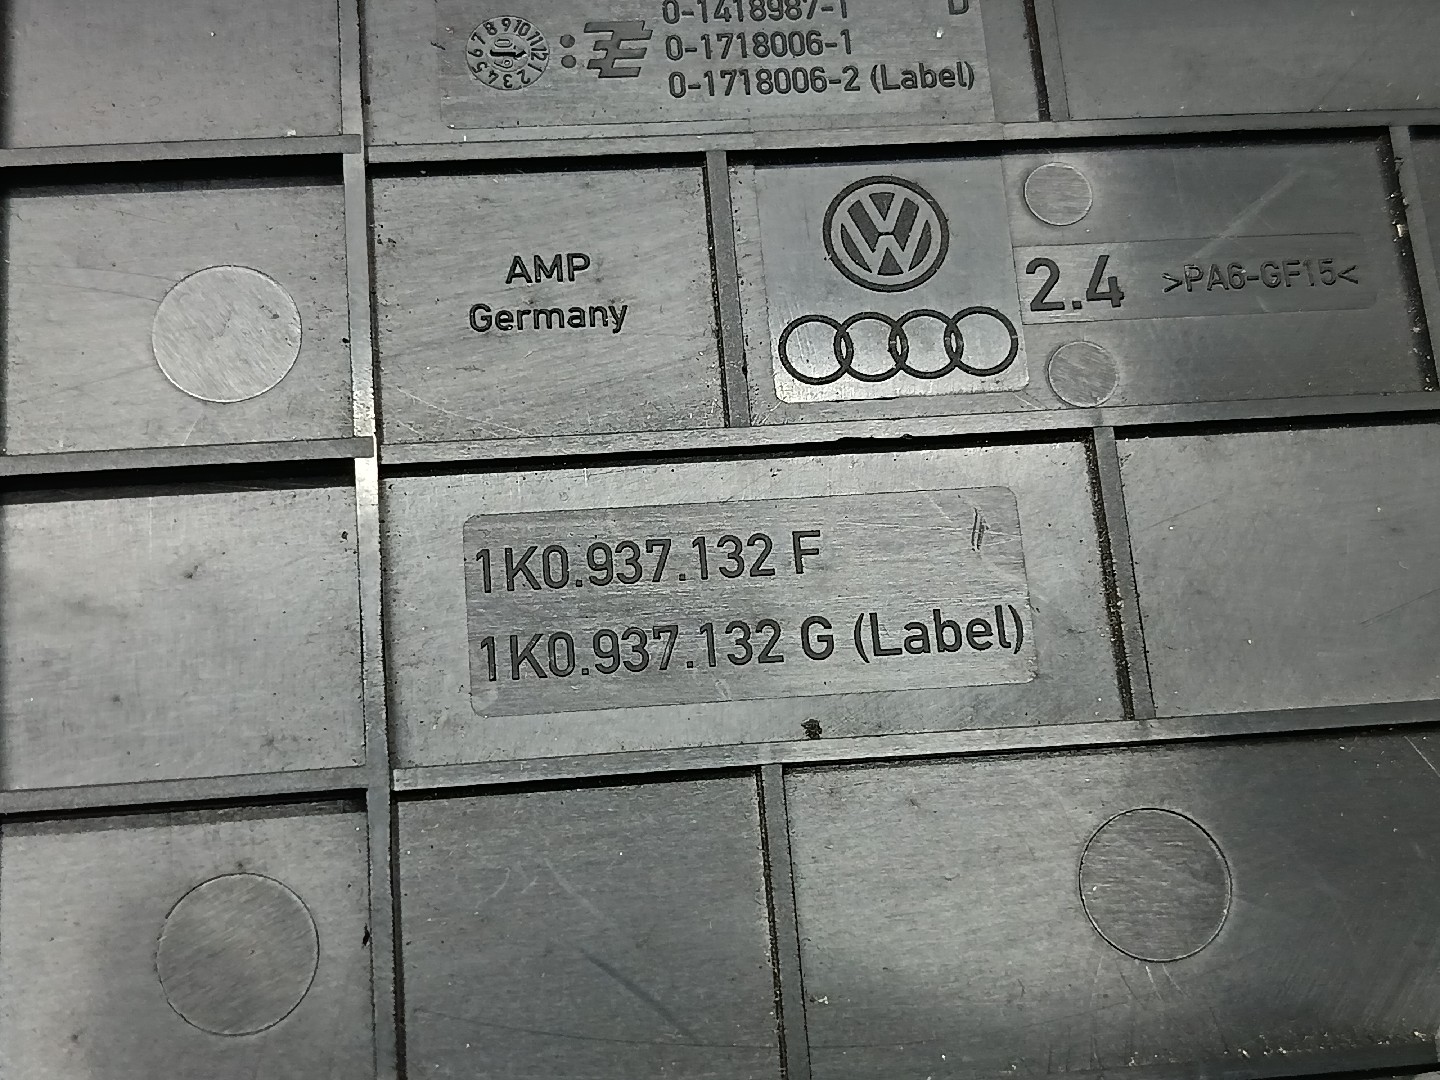 0-1418987-1 D
0-1718006-1
0-1718006-2 (Label)
AMP
Germany
2.4 >PA6-GF15<
1K0.937.132 F
1K0.937.132 G (Label)